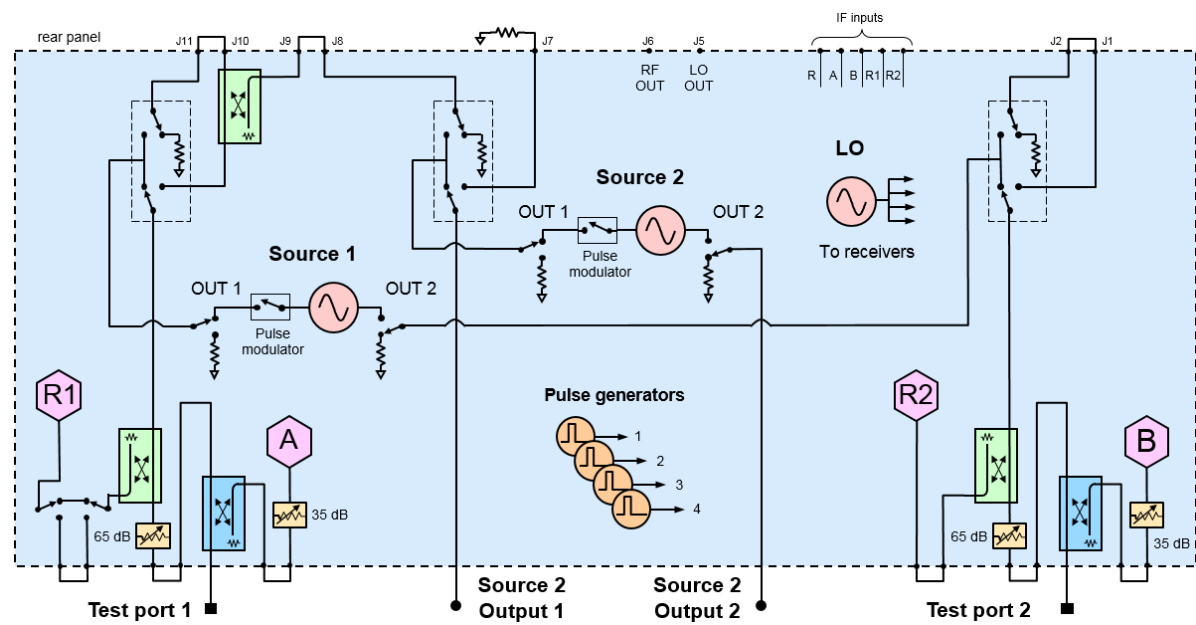 IF inputs
rear panel
J11
J10
J9
J8
J7
J6
J5
J2
J1
RF
OUT
LO
OUT
R
A
B
R1
R2
LO
To receivers
Source 2
OUT 1
OUT 2
Pulse
modulator
Source 1
OUT 1
OUT 2
Pulse
modulator
R1
A
65 dB
35 dB
Pulse generators
1
2
3
4
R2
B
65 dB
35 dB
Test port 1
Source 2
Output 1
Source 2
Output 2
Test port 2